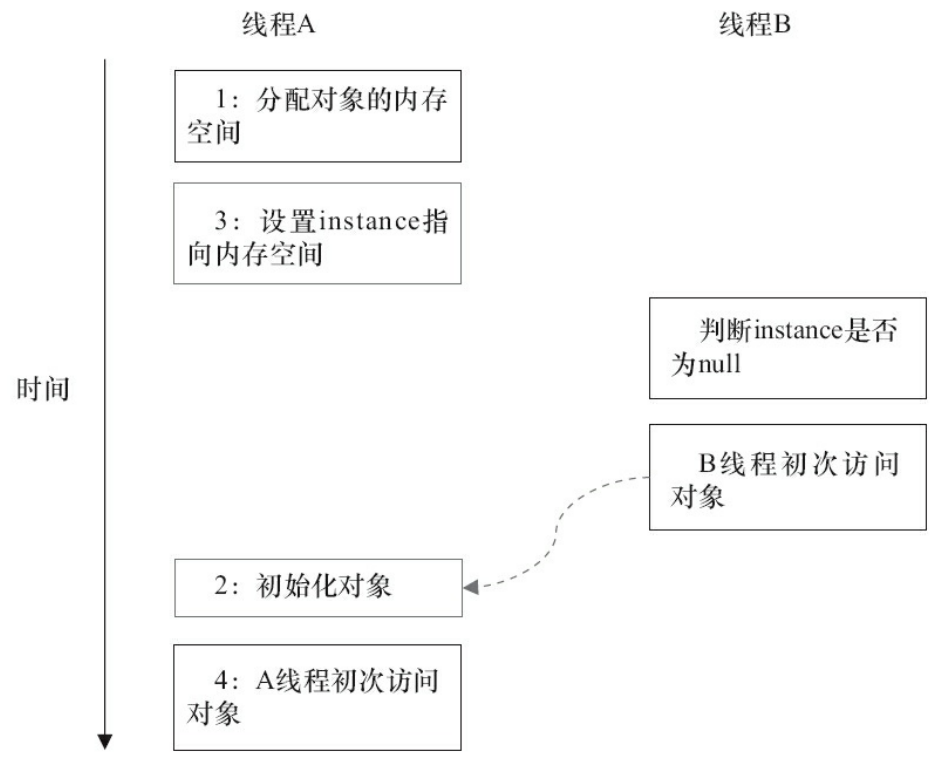 线程A
线程B
1：分配对象的内存
空间
3：设置instance指
向内存空间
判断instance是否
为null
时间
B线程初次访问
对象
2：初始化对象
4：A线程初次访问
对象